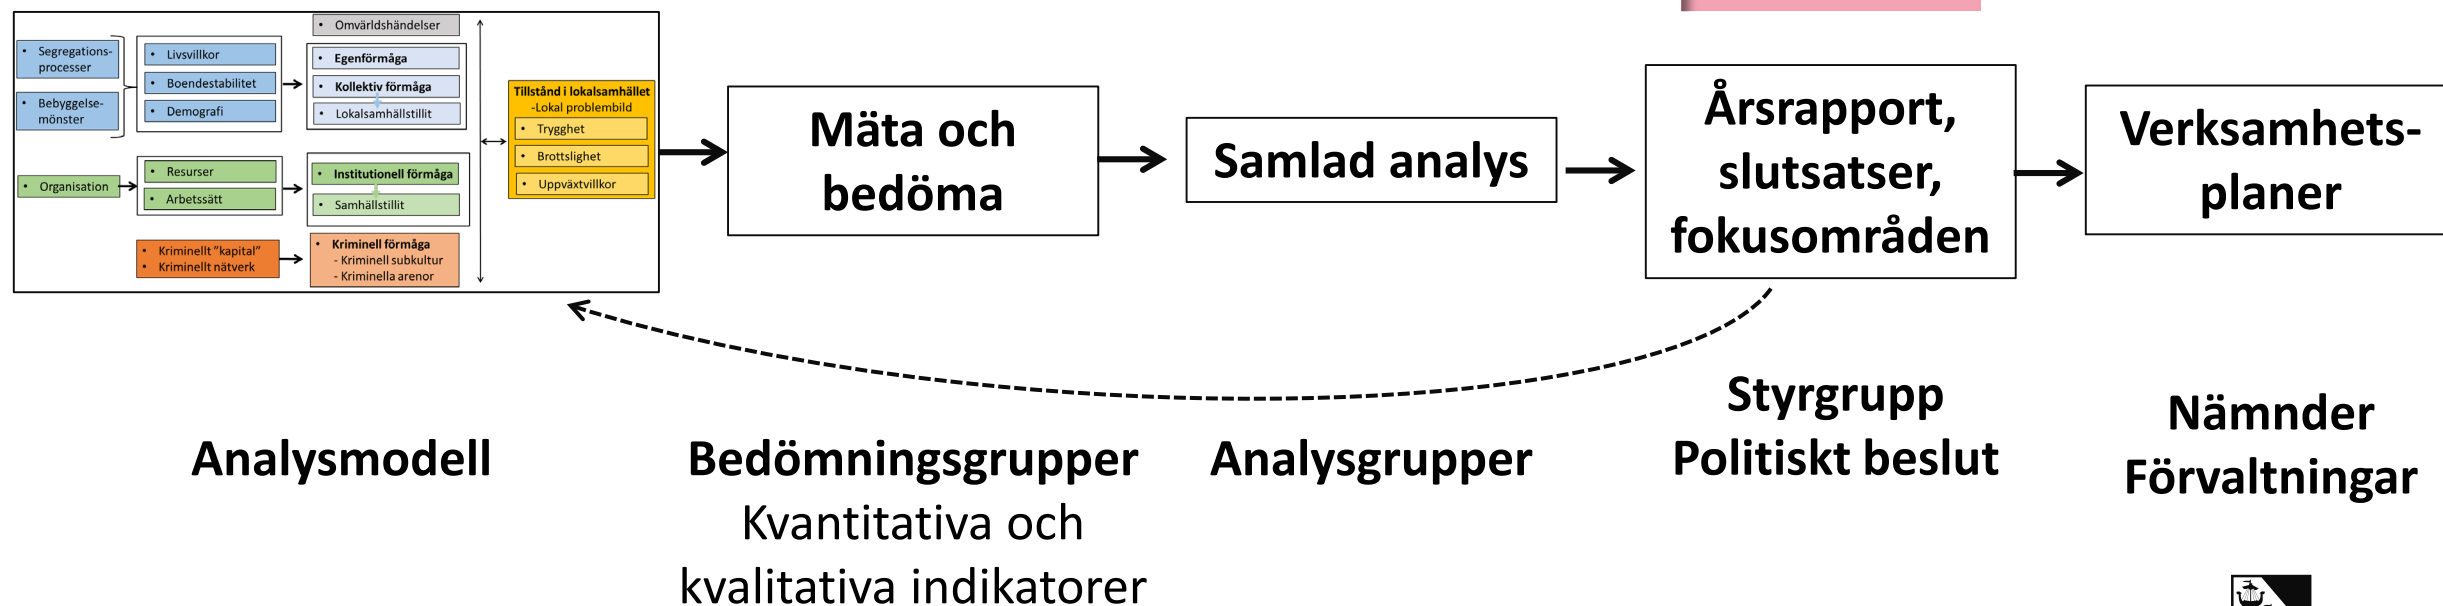 • Omvärldshändelser
• Segregations-
processer
• Bebyggelse-
mönster
• Livsvillkor
• Boendestabilitet
• Demografi
• Egenförmåga
• Kollektiv förmåga
• Lokalsamhällstillit
• Organisation
• Resurser
• Arbetssätt
• Institutionell förmåga
• Samhällstillit
• Kriminellt ”kapital”
• Kriminellt nätverk
• Kriminell förmåga
- Kriminell subkultur
- Kriminella arenor
Tillstånd i lokalsamhället
-Lokal problembild
• Trygghet
• Brottslighet
• Uppväxtvillkor
Mäta och
bedöma
Samlad analys
Årsrapport,
slutsatser,
fokusområden
Verksamhets-
planer
Analysmodell
Bedömningsgrupper
Kvantitativa och
kvalitativa indikatorer
Analysgrupper
Styrgrupp
Politiskt beslut
Nämnder
Förvaltningar